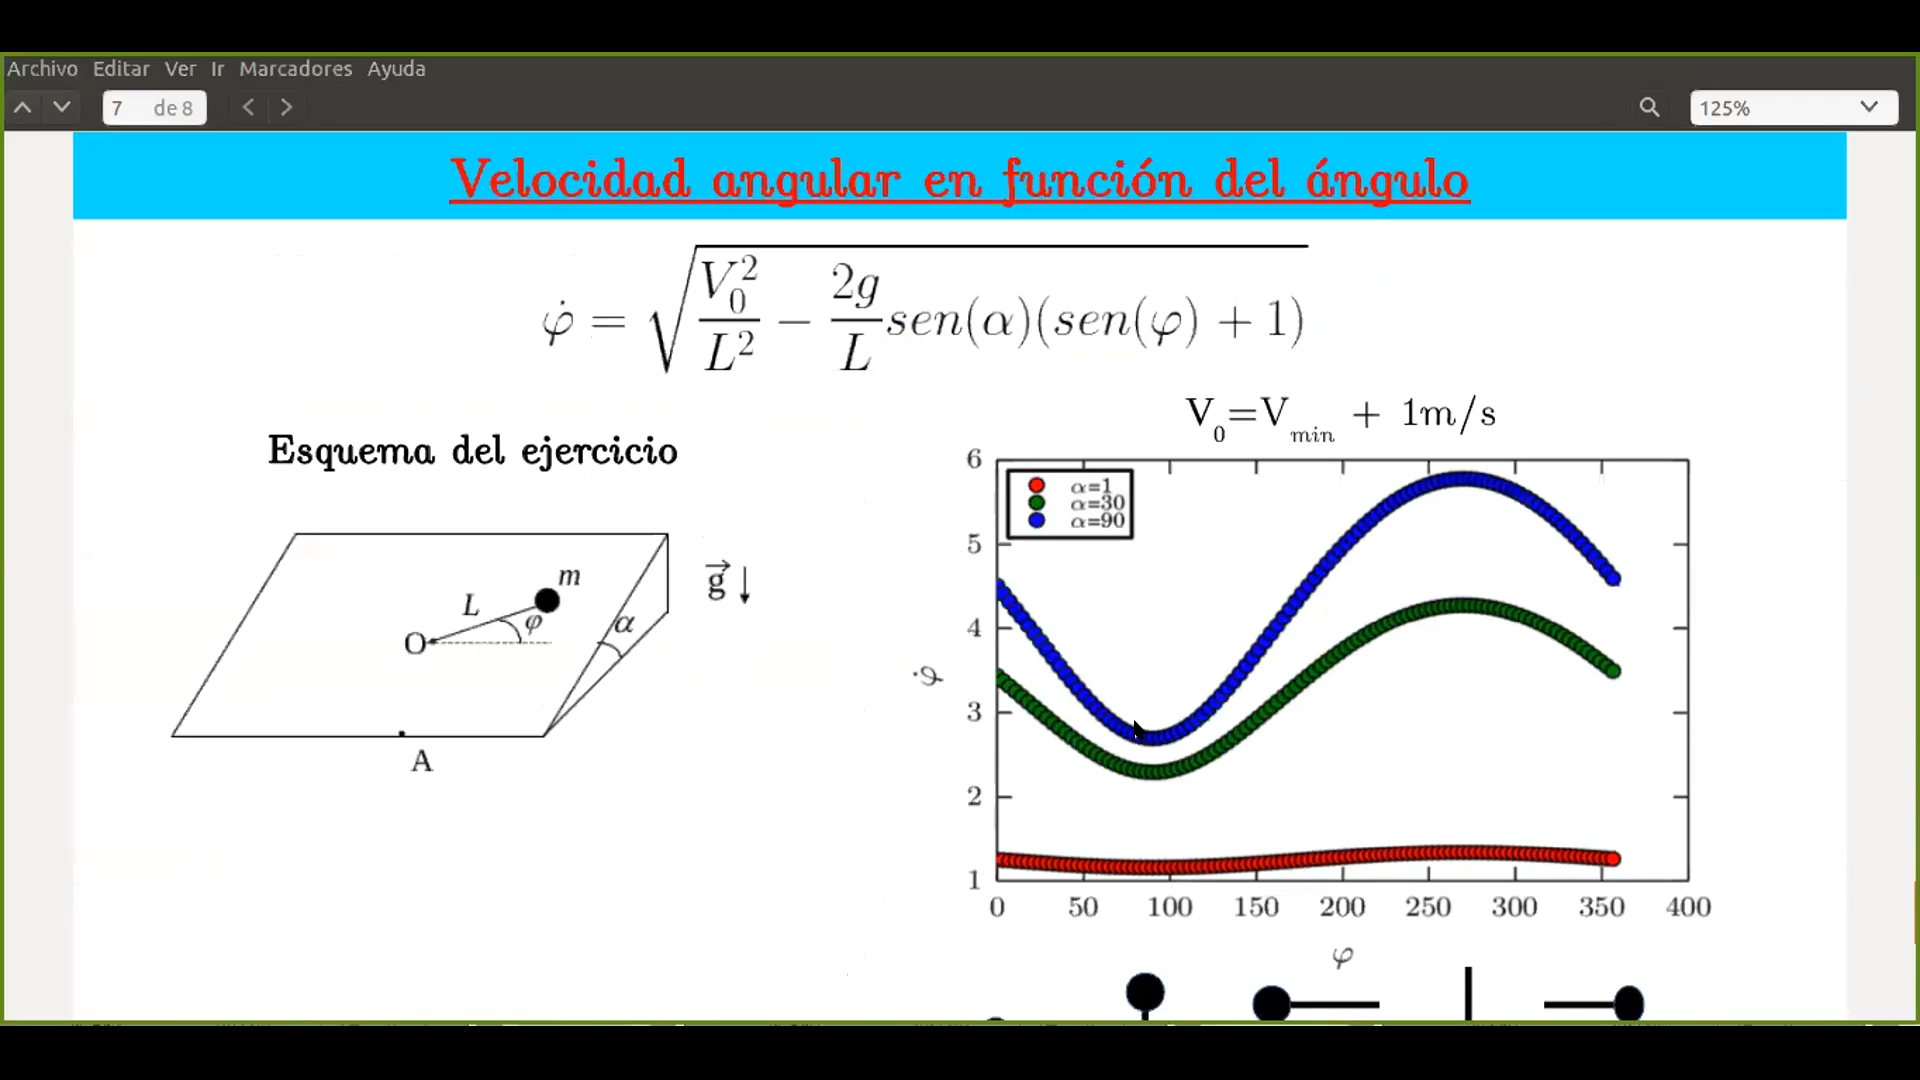 Archivo Editar Ver Ir Marcadores Ayuda
7 de 8
125%
Velocidad angular en función del ángulo
φ̇ = √(V₀²/L² − 2g/L sen(α)(sen(φ) + 1))
V₀=Vmin + 1m/s
Esquema del ejercicio
m
L
φ
O
α
g⃗
A
α=1
α=30
α=90
6
5
4
3
2
1
φ̇
0 50 100 150 200 250 300 350 400
φ